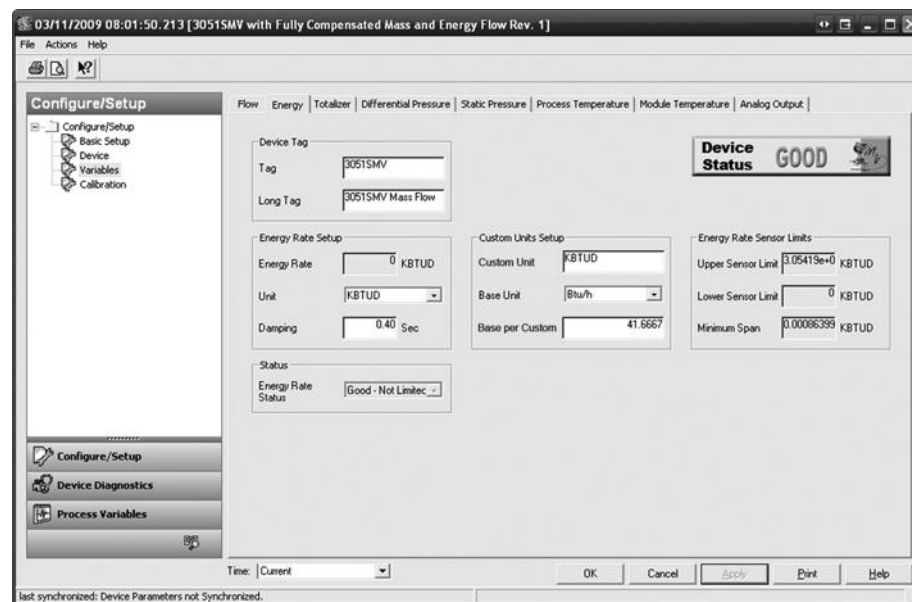 03/11/2009 08:01:50.213 [3051SMV with Fully Compensated Mass and Energy Flow Rev. 1]
File Actions Help
Configure/Setup
Configure/Setup
Basic Setup
Device
Variables
Calibration
Configure/Setup
Device Diagnostics
Process Variables
Flow Energy Totalizer Differential Pressure Static Pressure Process Temperature Module Temperature Analog Output
Device Tag
Tag 3051SMV
Long Tag 3051SMV Mass Flow
Device Status GOOD
Energy Rate Setup
Energy Rate 0 KBTUD
Unit KBTUD
Damping 0.40 Sec
Custom Units Setup
Custom Unit KBTUD
Base Unit Btu/h
Base per Custom 41.6667
Energy Rate Sensor Limits
Upper Sensor Limit 3.05419e+0 KBTUD
Lower Sensor Limit 0 KBTUD
Minimum Span 0.00086399 KBTUD
Status
Energy Rate Status Good - Not Limitec
Time: Current
OK Cancel Apply Print Help
last synchronized: Device Parameters not Synchronized.